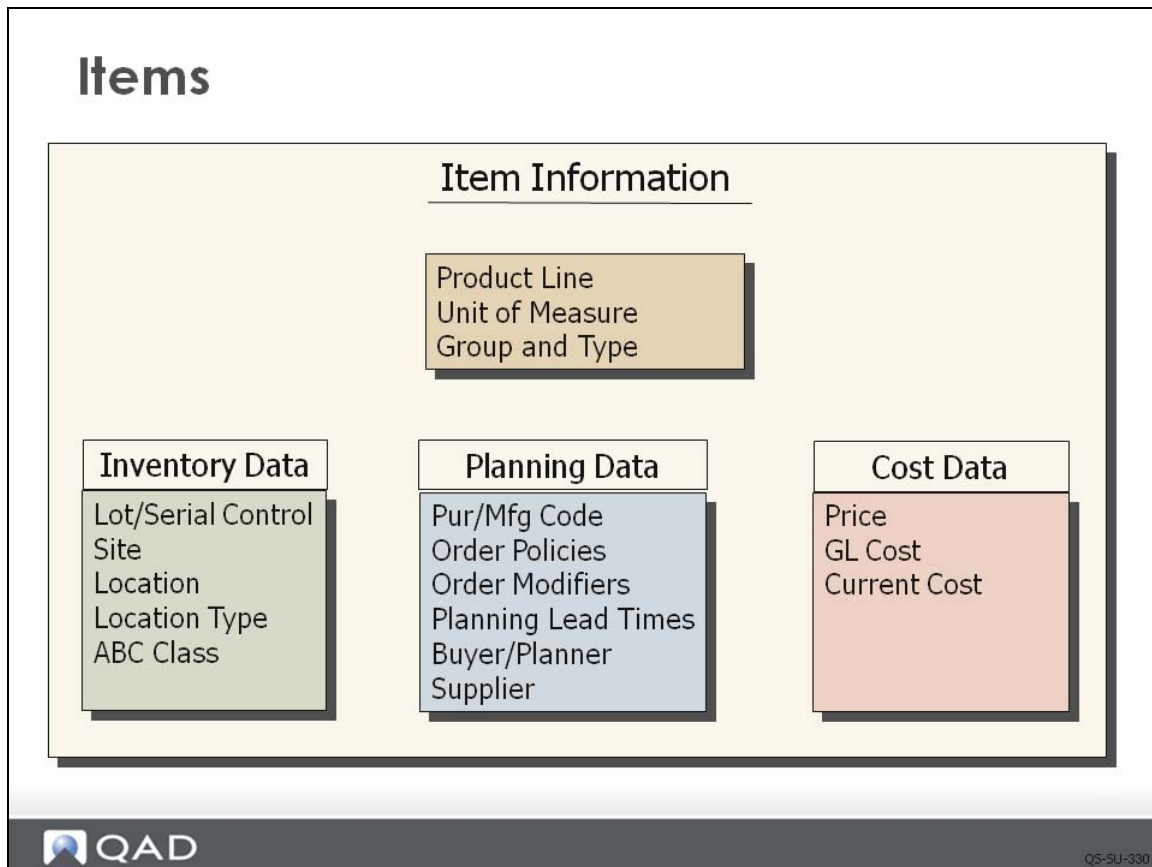 Items
Item Information
Product Line
Unit of Measure
Group and Type
Inventory Data
Lot/Serial Control
Site
Location
Location Type
ABC Class
Planning Data
Pur/Mfg Code
Order Policies
Order Modifiers
Planning Lead Times
Buyer/Planner
Supplier
Cost Data
Price
GL Cost
Current Cost
QAD
QS-SU-330